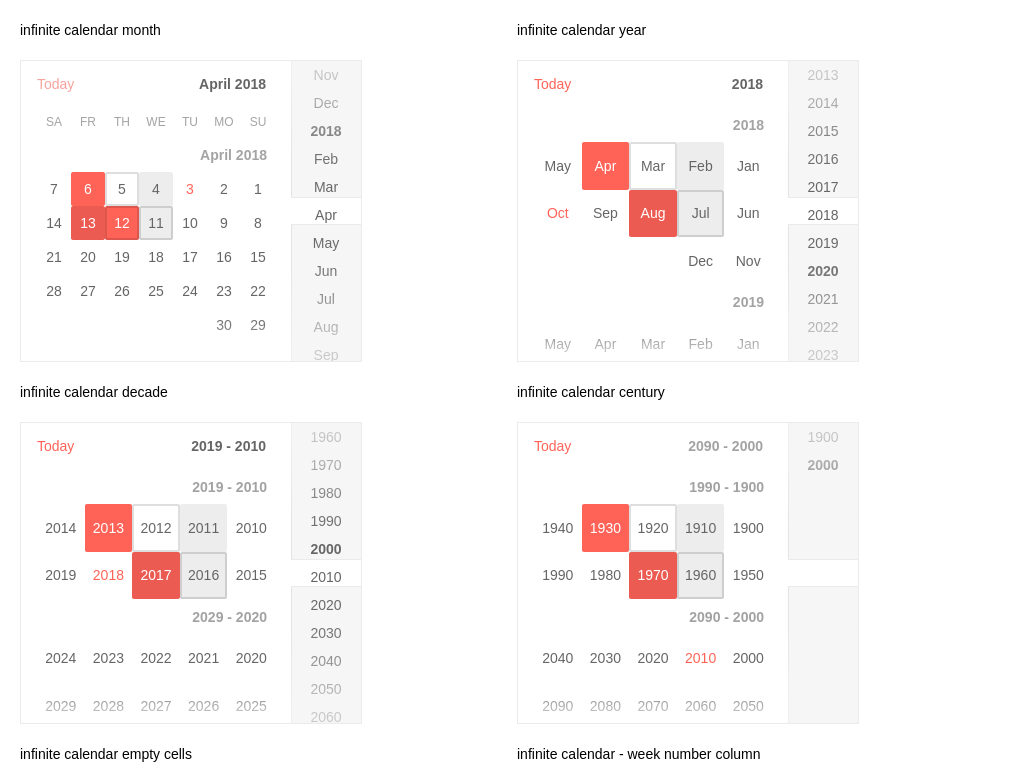 infinite calendar month
Today April 2018
SA FR TH WE TU MO SU
April 2018
7 6 5 4 3 2 1
14 13 12 11 10 9 8
21 20 19 18 17 16 15
28 27 26 25 24 23 22
30 29
Nov
Dec
2018
Feb
Mar
Apr
May
Jun
Jul
Aug
Sep
infinite calendar year
Today 2018
2018
May Apr Mar Feb Jan
Oct Sep Aug Jul Jun
Dec Nov
2019
May Apr Mar Feb Jan
2013
2014
2015
2016
2017
2018
2019
2020
2021
2022
2023
infinite calendar decade
Today 2019 - 2010
2019 - 2010
2014 2013 2012 2011 2010
2019 2018 2017 2016 2015
2029 - 2020
2024 2023 2022 2021 2020
2029 2028 2027 2026 2025
1960
1970
1980
1990
2000
2010
2020
2030
2040
2050
2060
infinite calendar century
Today 2090 - 2000
1990 - 1900
1940 1930 1920 1910 1900
1990 1980 1970 1960 1950
2090 - 2000
2040 2030 2020 2010 2000
2090 2080 2070 2060 2050
1900
2000
infinite calendar empty cells
infinite calendar - week number column